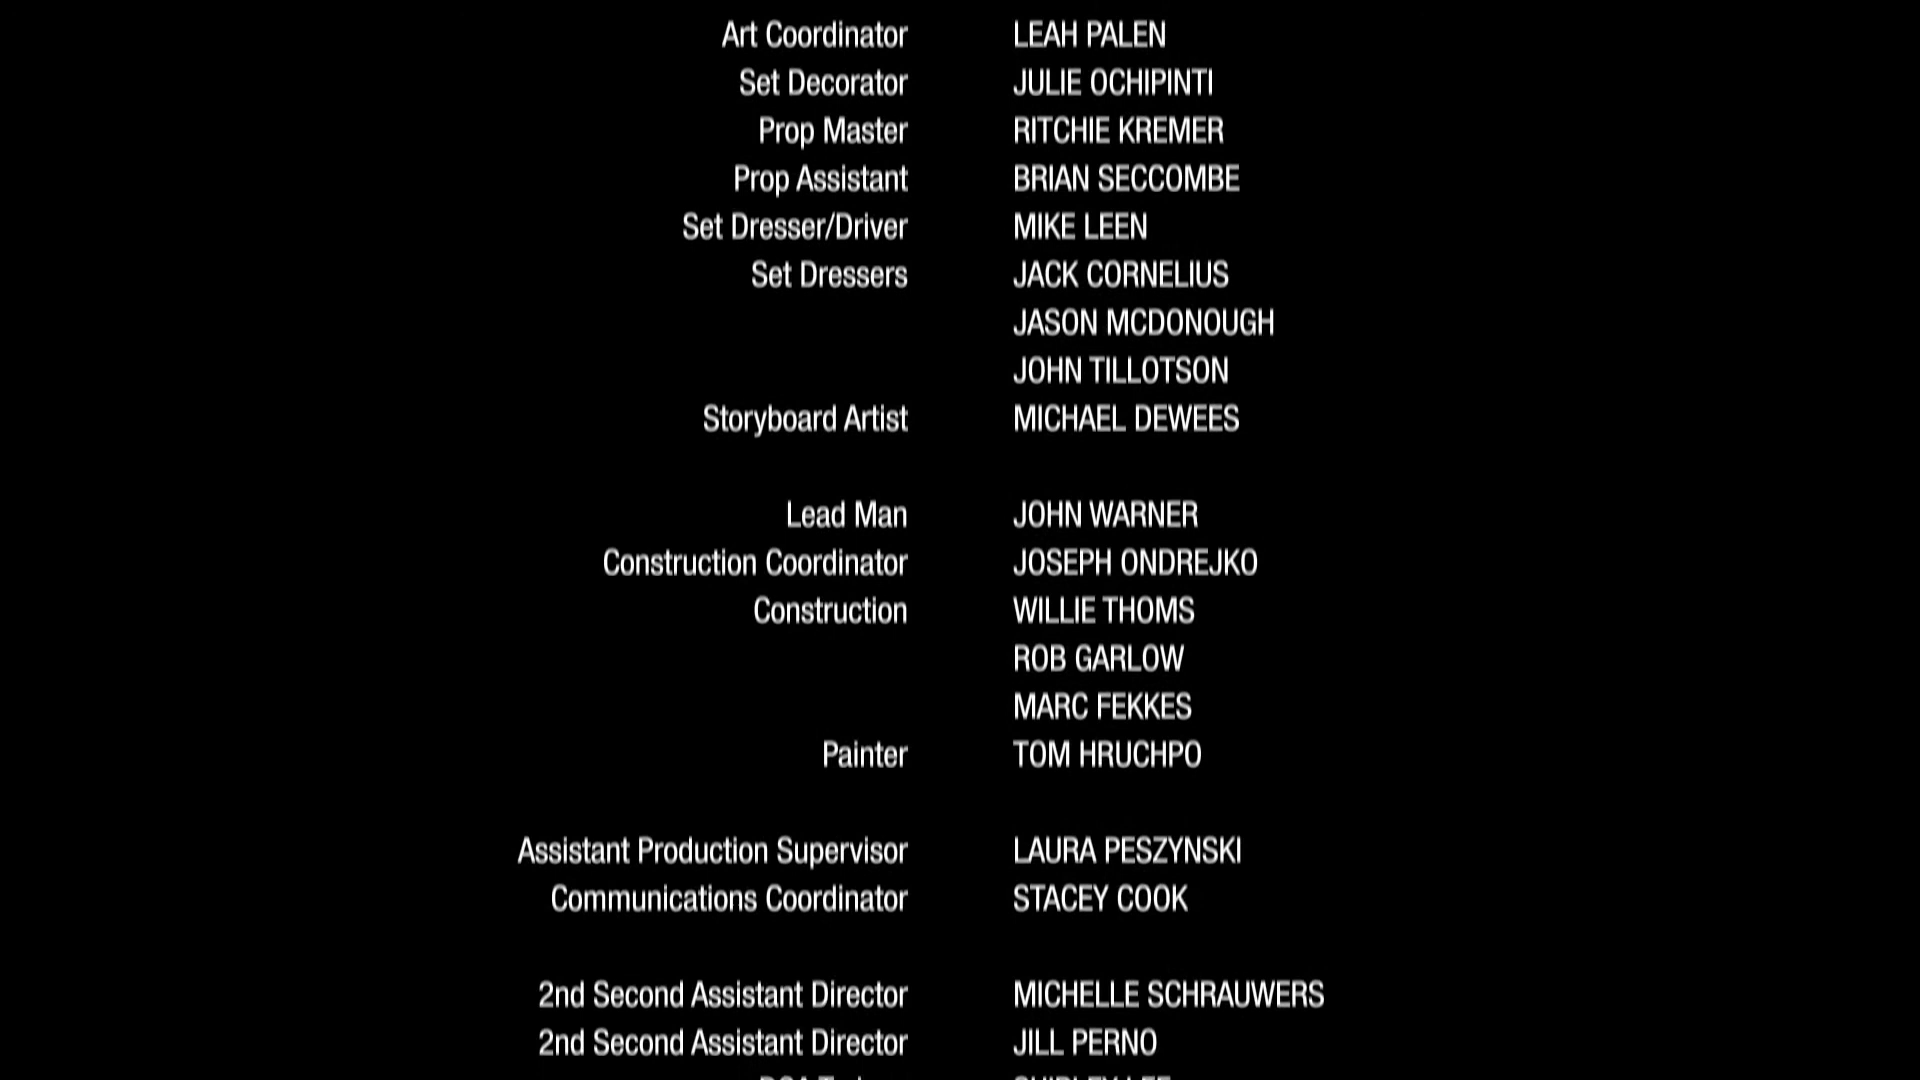 Art Coordinator LEAH PALEN
Set Decorator JULIE OCHIPINTI
Prop Master RITCHIE KREMER
Prop Assistant BRIAN SECCOMBE
Set Dresser/Driver MIKE LEEN
Set Dressers JACK CORNELIUS
JASON MCDONOUGH
JOHN TILLOTSON
Storyboard Artist MICHAEL DEWEES
Lead Man JOHN WARNER
Construction Coordinator JOSEPH ONDREJKO
Construction WILLIE THOMS
ROB GARLOW
MARC FEKKES
Painter TOM HRUCHPO
Assistant Production Supervisor LAURA PESZYNSKI
Communications Coordinator STACEY COOK
2nd Second Assistant Director MICHELLE SCHRAUWERS
2nd Second Assistant Director JILL PERNO